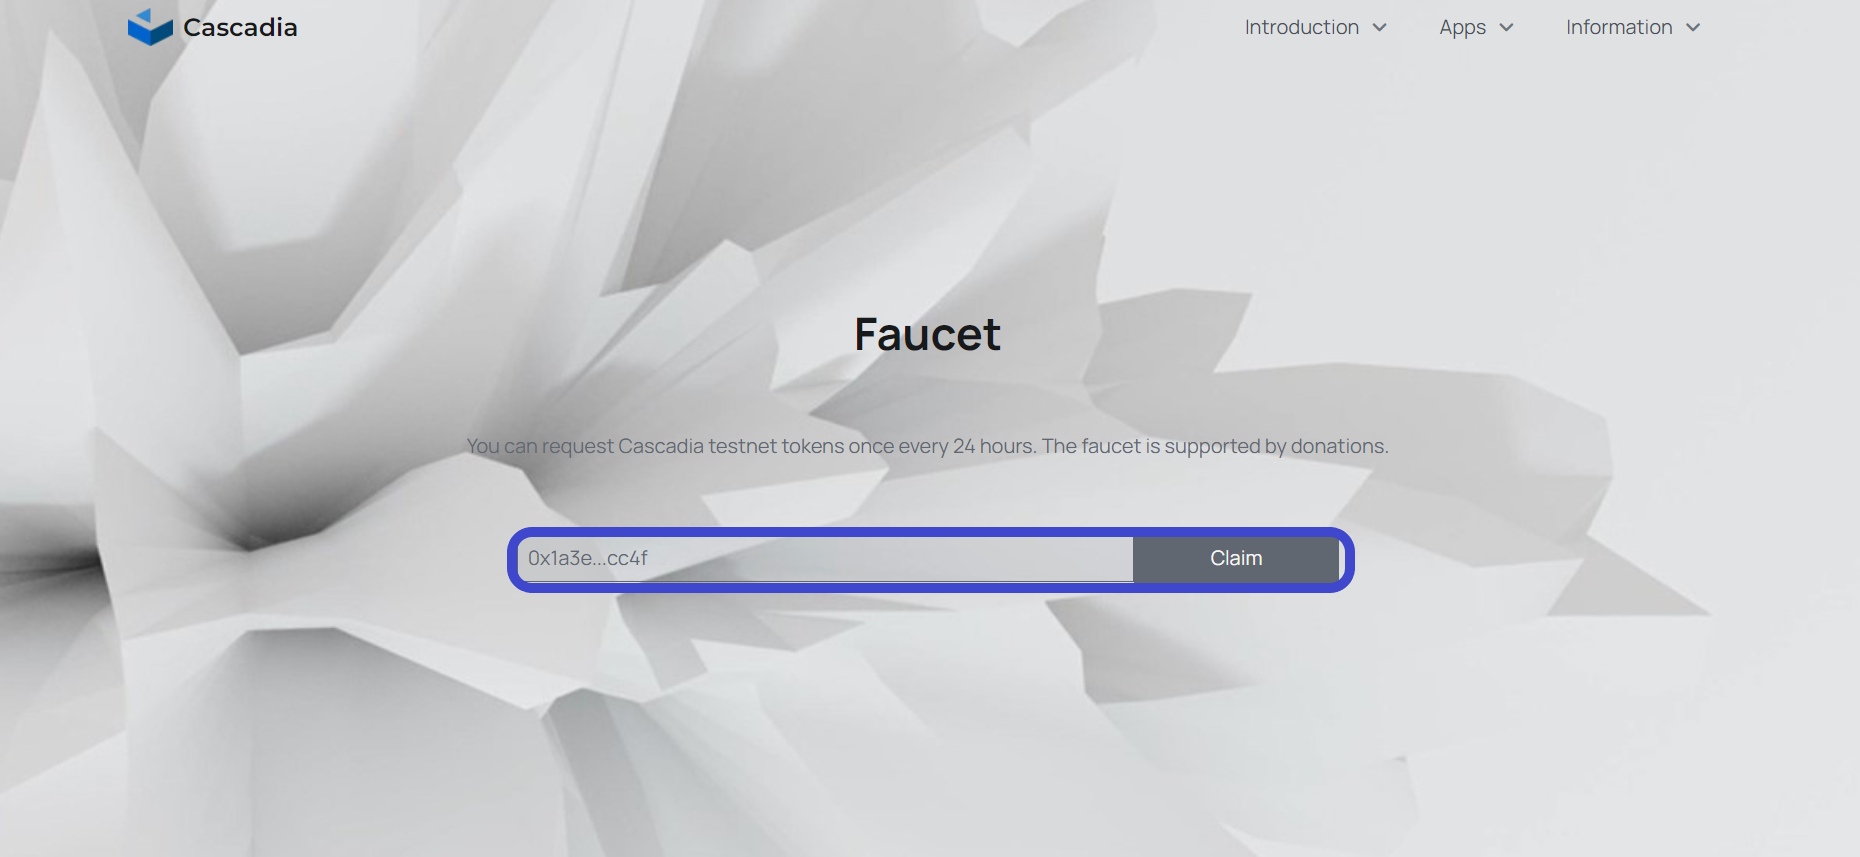 Cascadia
Introduction
Apps
Information
Faucet
You can request Cascadia testnet tokens once every 24 hours. The faucet is supported by donations.
0x1a3e...cc4f
Claim